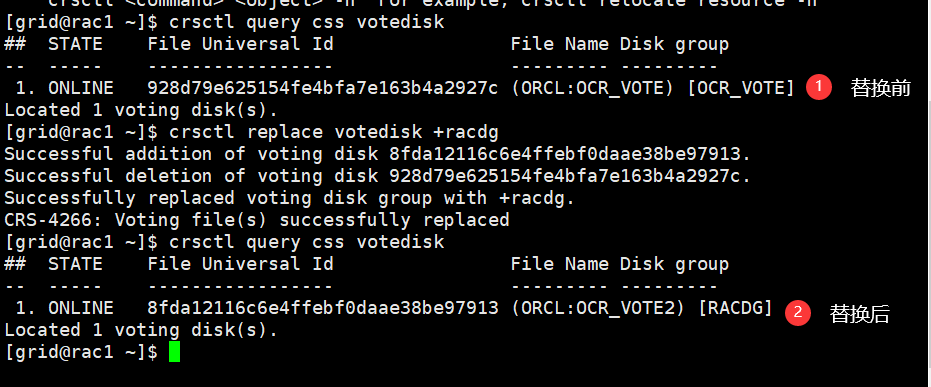 crsctl <command> <object> -h  For example, crsctl relocate resource -h
[grid@rac1 ~]$ crsctl query css votedisk
##  STATE    File Universal Id                File Name Disk group
--  -----    -----------------                --------- ---------
 1. ONLINE   928d79e625154fe4bfa7e163b4a2927c (ORCL:OCR_VOTE) [OCR_VOTE] 1 替换前
Located 1 voting disk(s).
[grid@rac1 ~]$ crsctl replace votedisk +racdg
Successful addition of voting disk 8fda12116c6e4ffebf0daae38be97913.
Successful deletion of voting disk 928d79e625154fe4bfa7e163b4a2927c.
Successfully replaced voting disk group with +racdg.
CRS-4266: Voting file(s) successfully replaced
[grid@rac1 ~]$ crsctl query css votedisk
##  STATE    File Universal Id                File Name Disk group
--  -----    -----------------                --------- ---------
 1. ONLINE   8fda12116c6e4ffebf0daae38be97913 (ORCL:OCR_VOTE2) [RACDG] 2 替换后
Located 1 voting disk(s).
[grid@rac1 ~]$